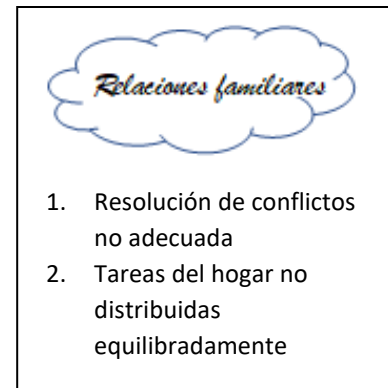 Relaciones familiares
1. Resolución de conflictos
no adecuada
2. Tareas del hogar no
distribuidas
equilibradamente